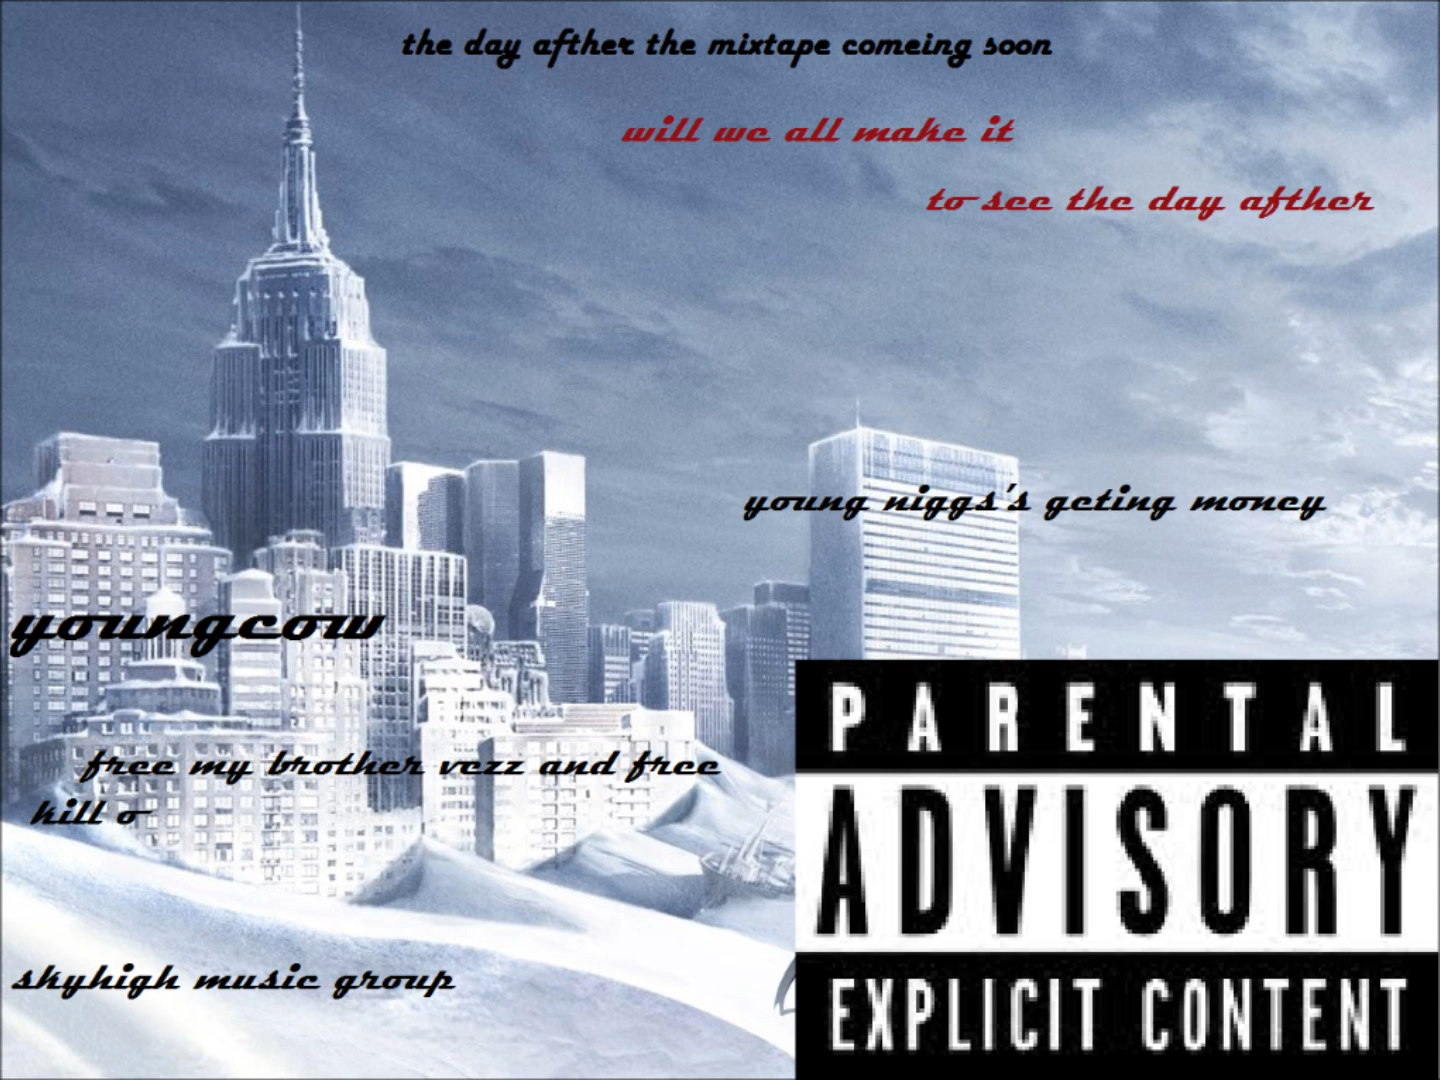 the day afther the mixtape comeing soon
will we all make it
to see the day afther
young niggs's geting money
youngcow
free my brother vezz and free
kill o
skyhigh music group
PARENTAL
ADVISORY
EXPLICIT CONTENT